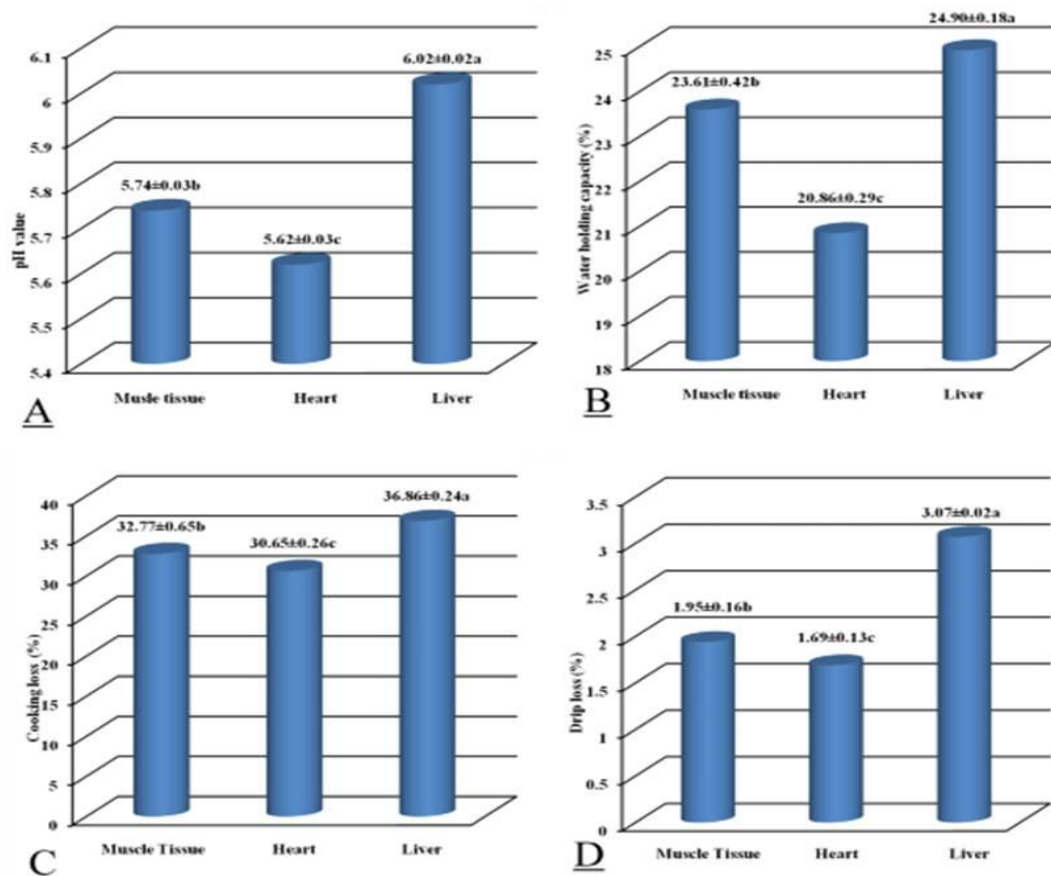 6.1
6
5.9
5.8
5.7
5.6
5.5
5.4
pH value
5.74±0.03b
5.62±0.03c
6.02±0.02a
Musle tissue
Heart
Liver
A
25
24
23
22
21
20
19
18
Water holding capacity (%)
23.61±0.42b
20.86±0.29c
24.90±0.18a
Muscle tissue
Heart
Liver
B
40
35
30
25
20
15
10
5
0
Cooking loss (%)
32.77±0.65b
30.65±0.26c
36.86±0.24a
Muscle Tissue
Heart
Liver
C
3.5
3
2.5
2
1.5
1
0.5
0
Drip loss (%)
1.95±0.16b
1.69±0.13c
3.07±0.02a
Muscle Tissue
Heart
Liver
D